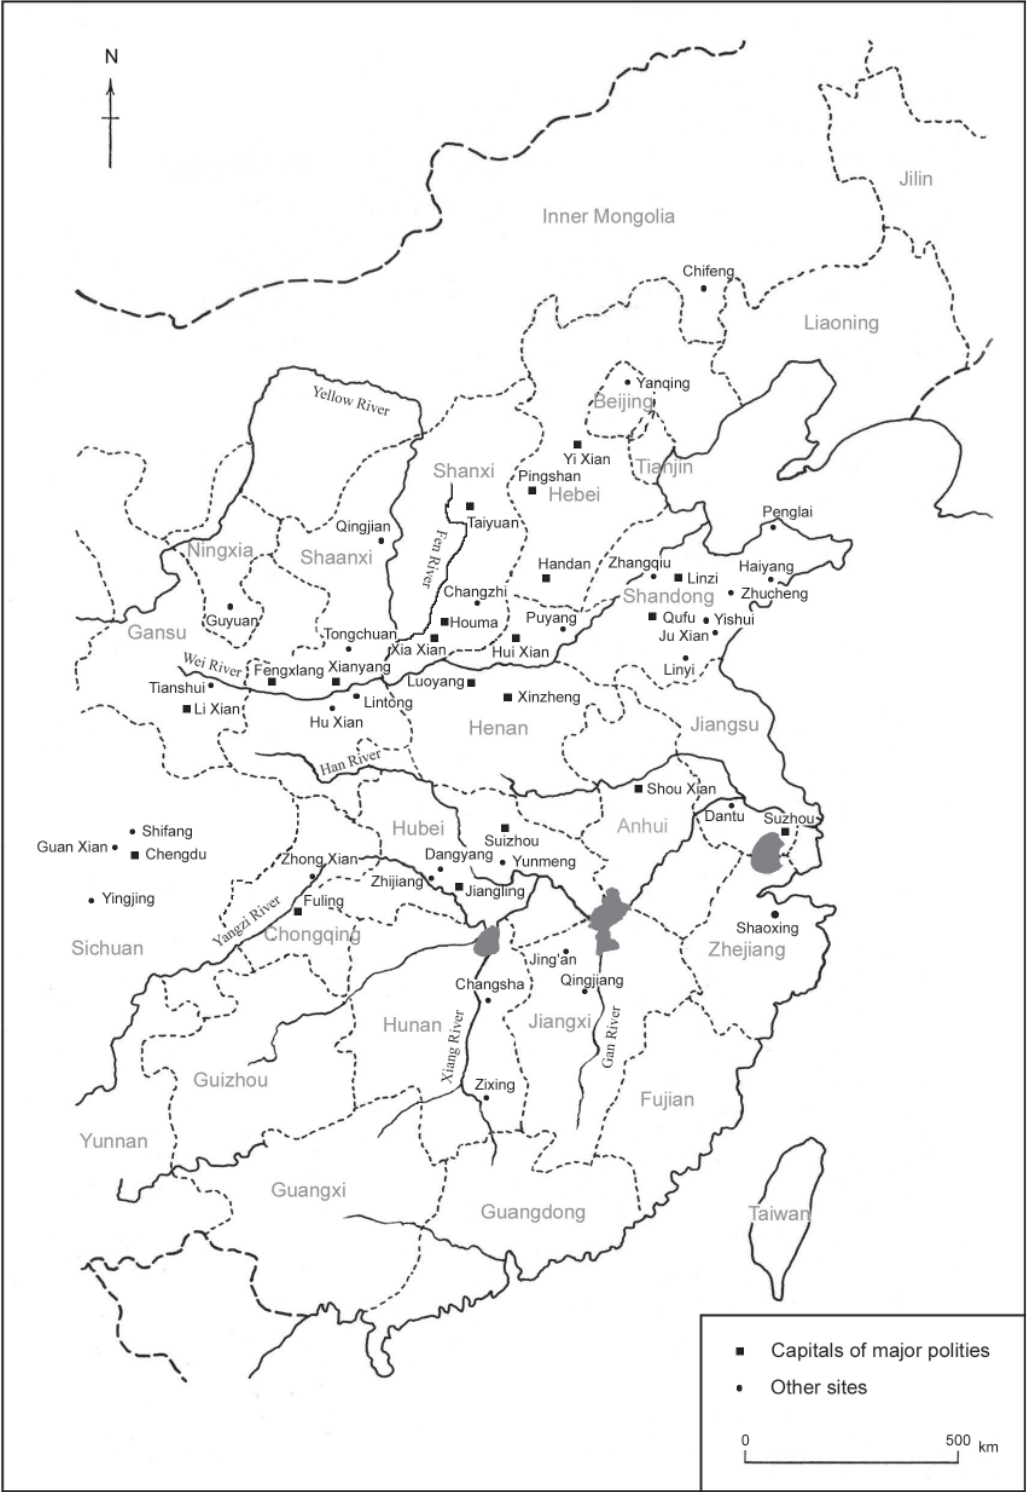 N
Jilin
Inner Mongolia
Chifeng
Liaoning
Yanqing
Beijing
Yellow River
Yi Xian
Tianjin
Shanxi
Pingshan
Hebei
Taiyuan
Penglai
Qingjian
Ningxia
Shaanxi
Fen River
Handan
Zhangqiu
Linzi
Haiyang
Changzhi
Shandong
Zhucheng
Guyuan
Houma
Puyang
Qufu
Yishui
Gansu
Tongchuan
Xia Xian
Hui Xian
Ju Xian
Wei River
Fengxlang
Xianyang
Linyi
Tianshui
Luoyang
Li Xian
Lintong
Xinzheng
Hu Xian
Henan
Jiangsu
Han River
Shou Xian
Dantu
Suzhou
Hubei
Anhui
Shifang
Suizhou
Guan Xian
Chengdu
Zhong Xian
Dangyang
Yunmeng
Zhijiang
Jiangling
Yingjing
Fuling
Yangzi River
Shaoxing
Sichuan
Chongqing
Zhejiang
Jing'an
Changsha
Qingjiang
Hunan
Xiang River
Jiangxi
Gan River
Guizhou
Zixing
Fujian
Yunnan
Guangxi
Guangdong
Taiwan
Capitals of major polities
Other sites
0 500 km